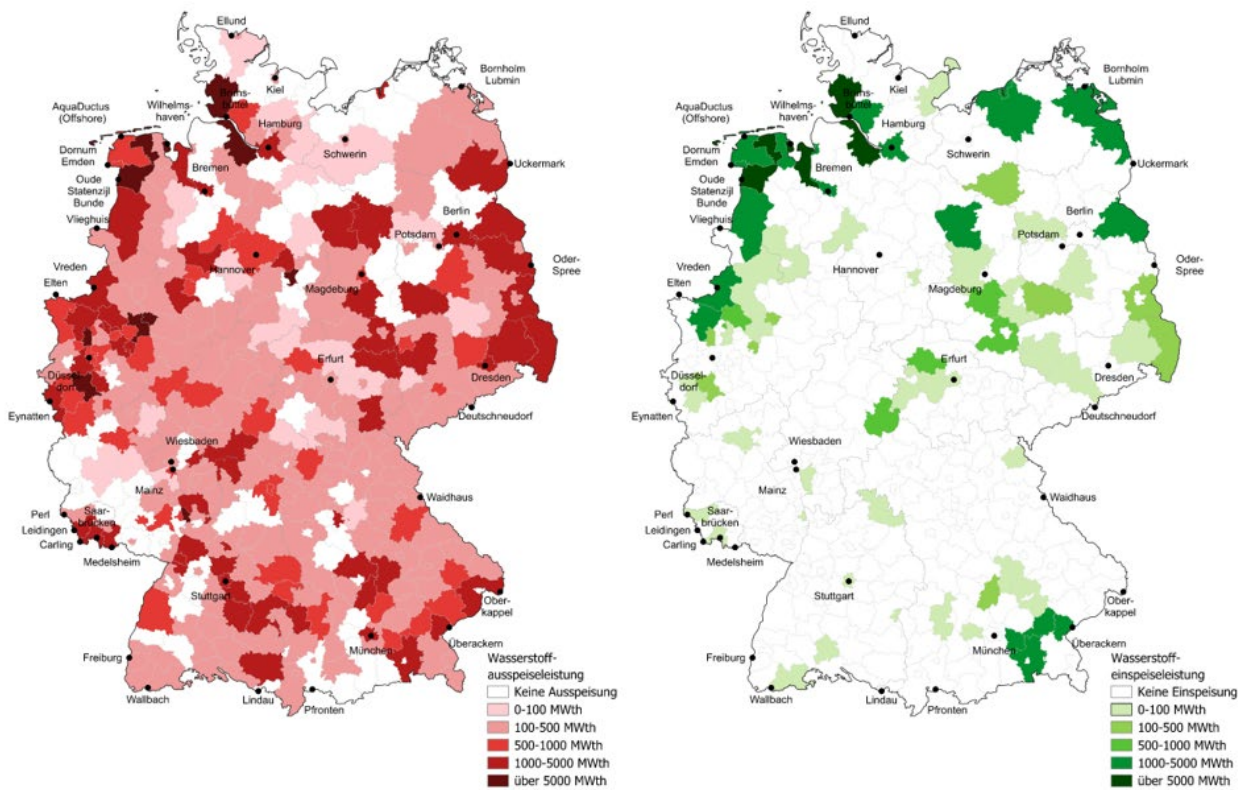 Ellund
Kiel
Bornholm
Lubmin
AquaDuctus
(Offshore)
Wilhelms-
haven
Bruns-
büttel
Hamburg
Schwerin
Dornum
Emden
Bremen
Uckermark
Oude
Statenzijl
Bunde
Vlieghuis
Berlin
Potsdam
Hannover
Vreden
Elten
Magdeburg
Oder-
Spree
Erfurt
Düssel-
dorf
Dresden
Eynatten
Deutschneudorf
Wiesbaden
Mainz
Waidhaus
Perl
Leidingen
Carling
Saar-
brücken
Medelsheim
Stuttgart
Ober-
kappel
München
Überackern
Freiburg
Wallbach
Lindau
Pfronten
Wasserstoff-
ausspeiseleistung
Keine Ausspeisung
0-100 MWth
100-500 MWth
500-1000 MWth
1000-5000 MWth
über 5000 MWth
Ellund
Kiel
Bornholm
Lubmin
AquaDuctus
(Offshore)
Wilhelms-
haven
Bruns-
büttel
Hamburg
Schwerin
Dornum
Emden
Bremen
Uckermark
Oude
Statenzijl
Bunde
Vlieghuis
Berlin
Potsdam
Hannover
Vreden
Elten
Magdeburg
Oder-
Spree
Erfurt
Düssel-
dorf
Dresden
Eynatten
Deutschneudorf
Wiesbaden
Mainz
Waidhaus
Perl
Leidingen
Carling
Saar-
brücken
Medelsheim
Stuttgart
Ober-
kappel
München
Überackern
Freiburg
Wallbach
Lindau
Pfronten
Wasserstoff-
einspeiseleistung
Keine Einspeisung
0-100 MWth
100-500 MWth
500-1000 MWth
1000-5000 MWth
über 5000 MWth